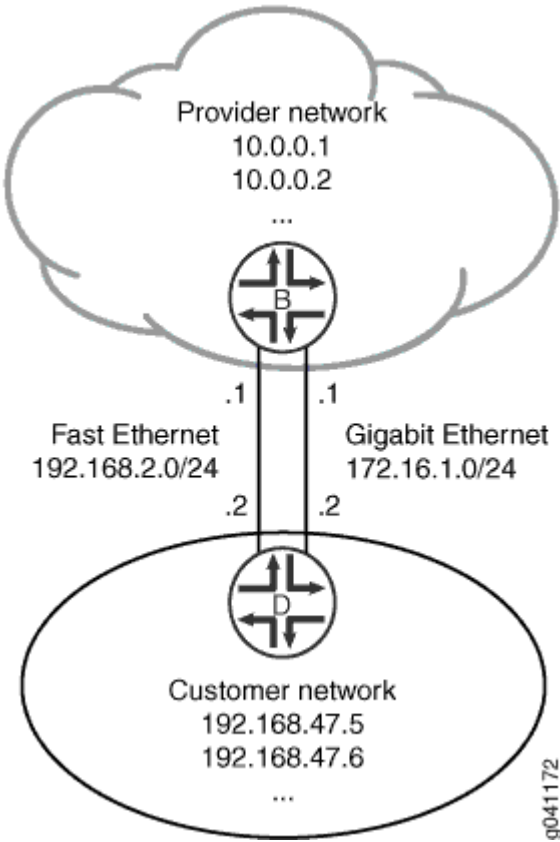 Provider network
10.0.0.1
10.0.0.2
...
B
.1
.1
Fast Ethernet
192.168.2.0/24
Gigabit Ethernet
172.16.1.0/24
.2
.2
D
Customer network
192.168.47.5
192.168.47.6
...
g041172